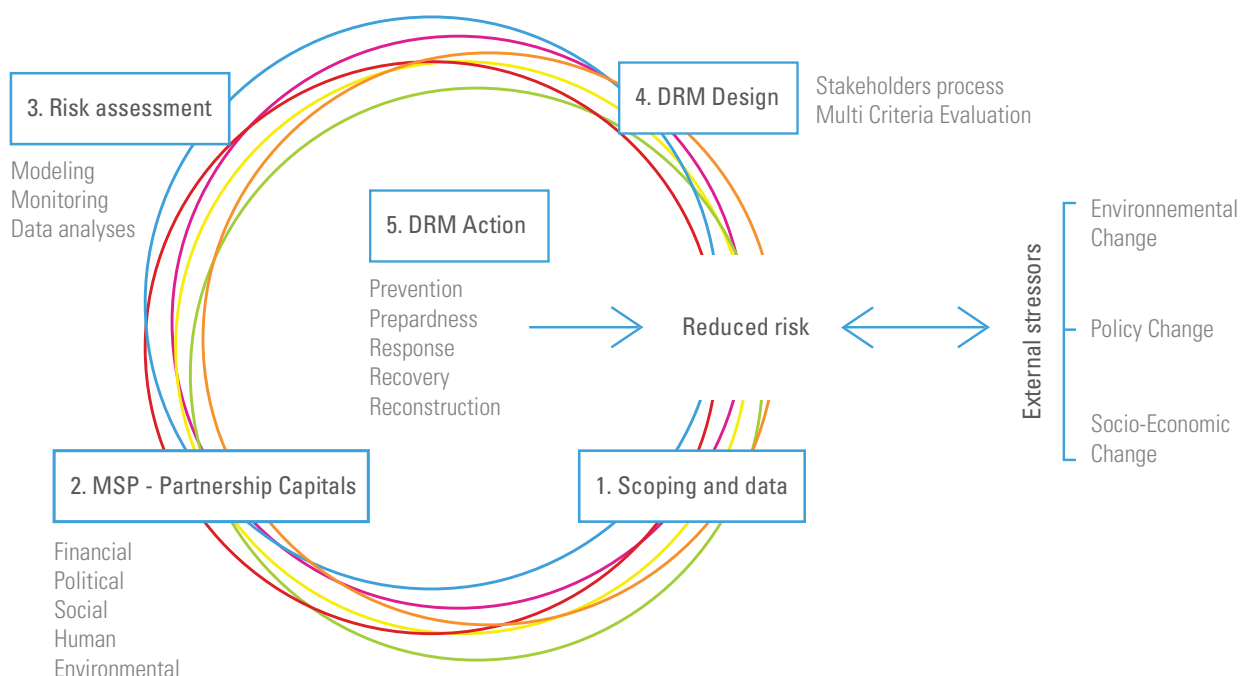 3. Risk assessment
Modeling
Monitoring
Data analyses
4. DRM Design
Stakeholders process
Multi Criteria Evaluation
5. DRM Action
Prevention
Prepardness
Response
Recovery
Reconstruction
Reduced risk
External stressors
Environnemental
Change
Policy Change
Socio-Economic
Change
2. MSP - Partnership Capitals
Financial
Political
Social
Human
Environmental
1. Scoping and data